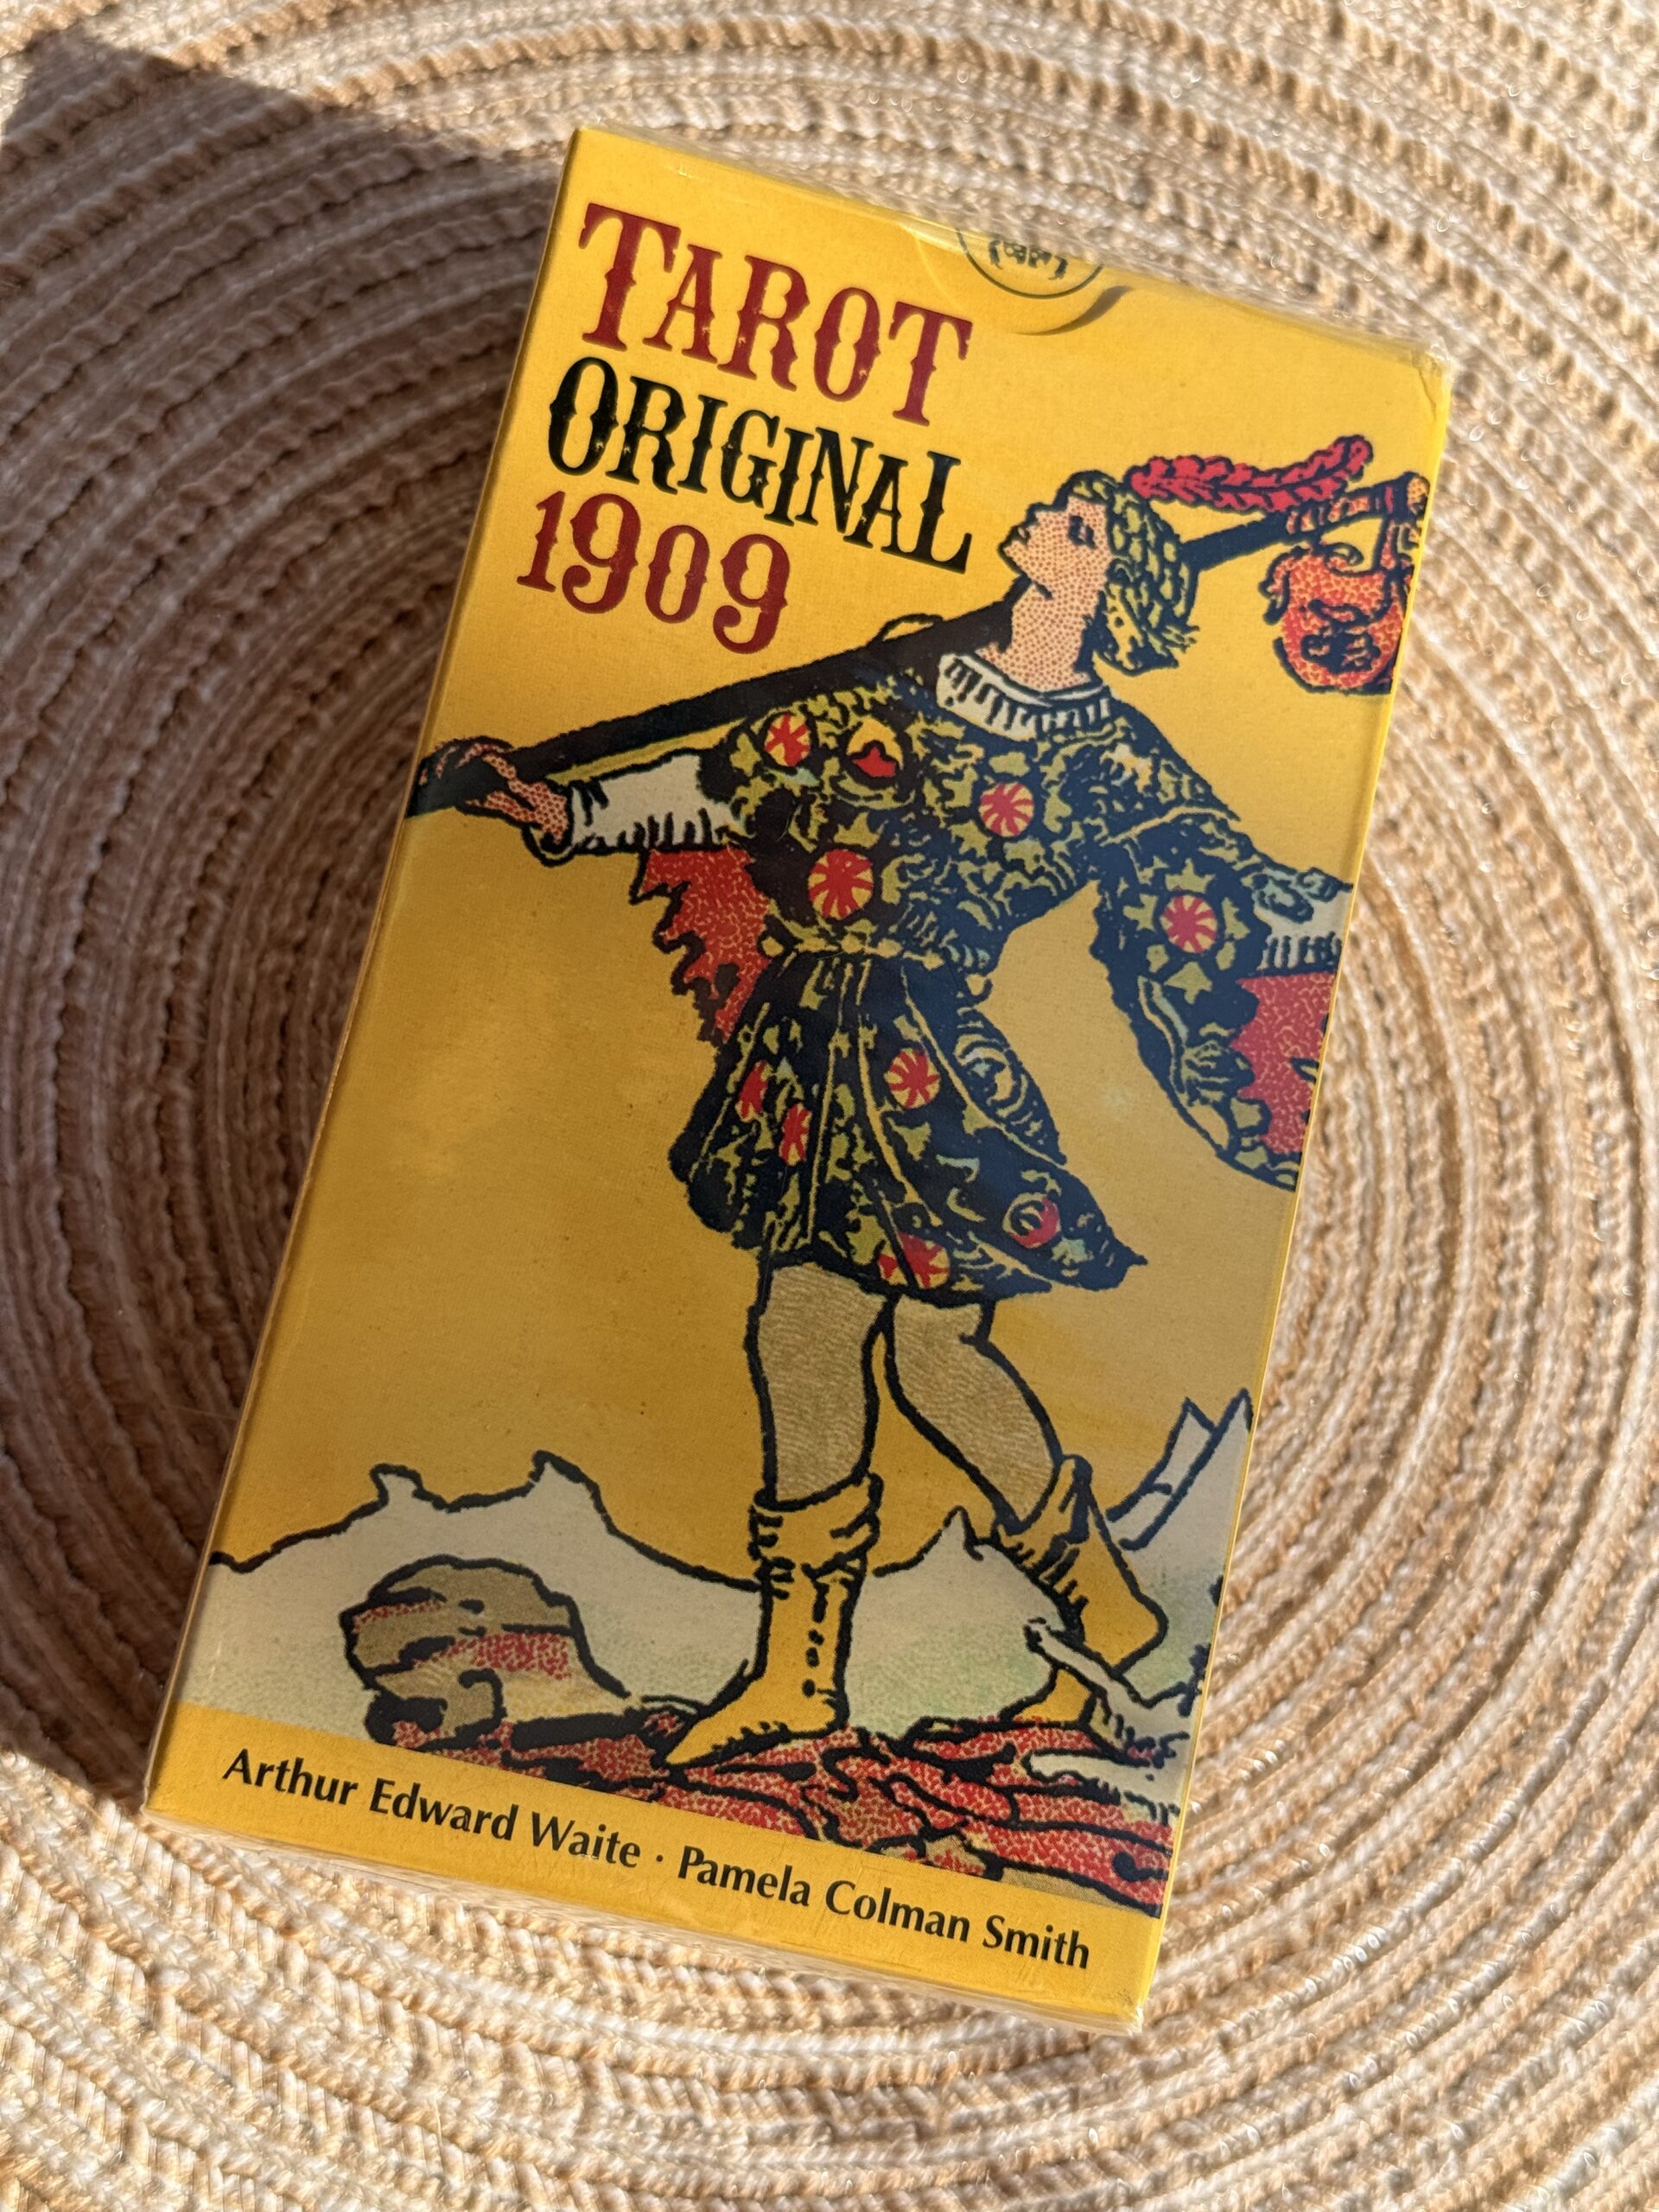 TAROT
ORIGINAL
1909
Arthur Edward Waite · Pamela Colman Smith